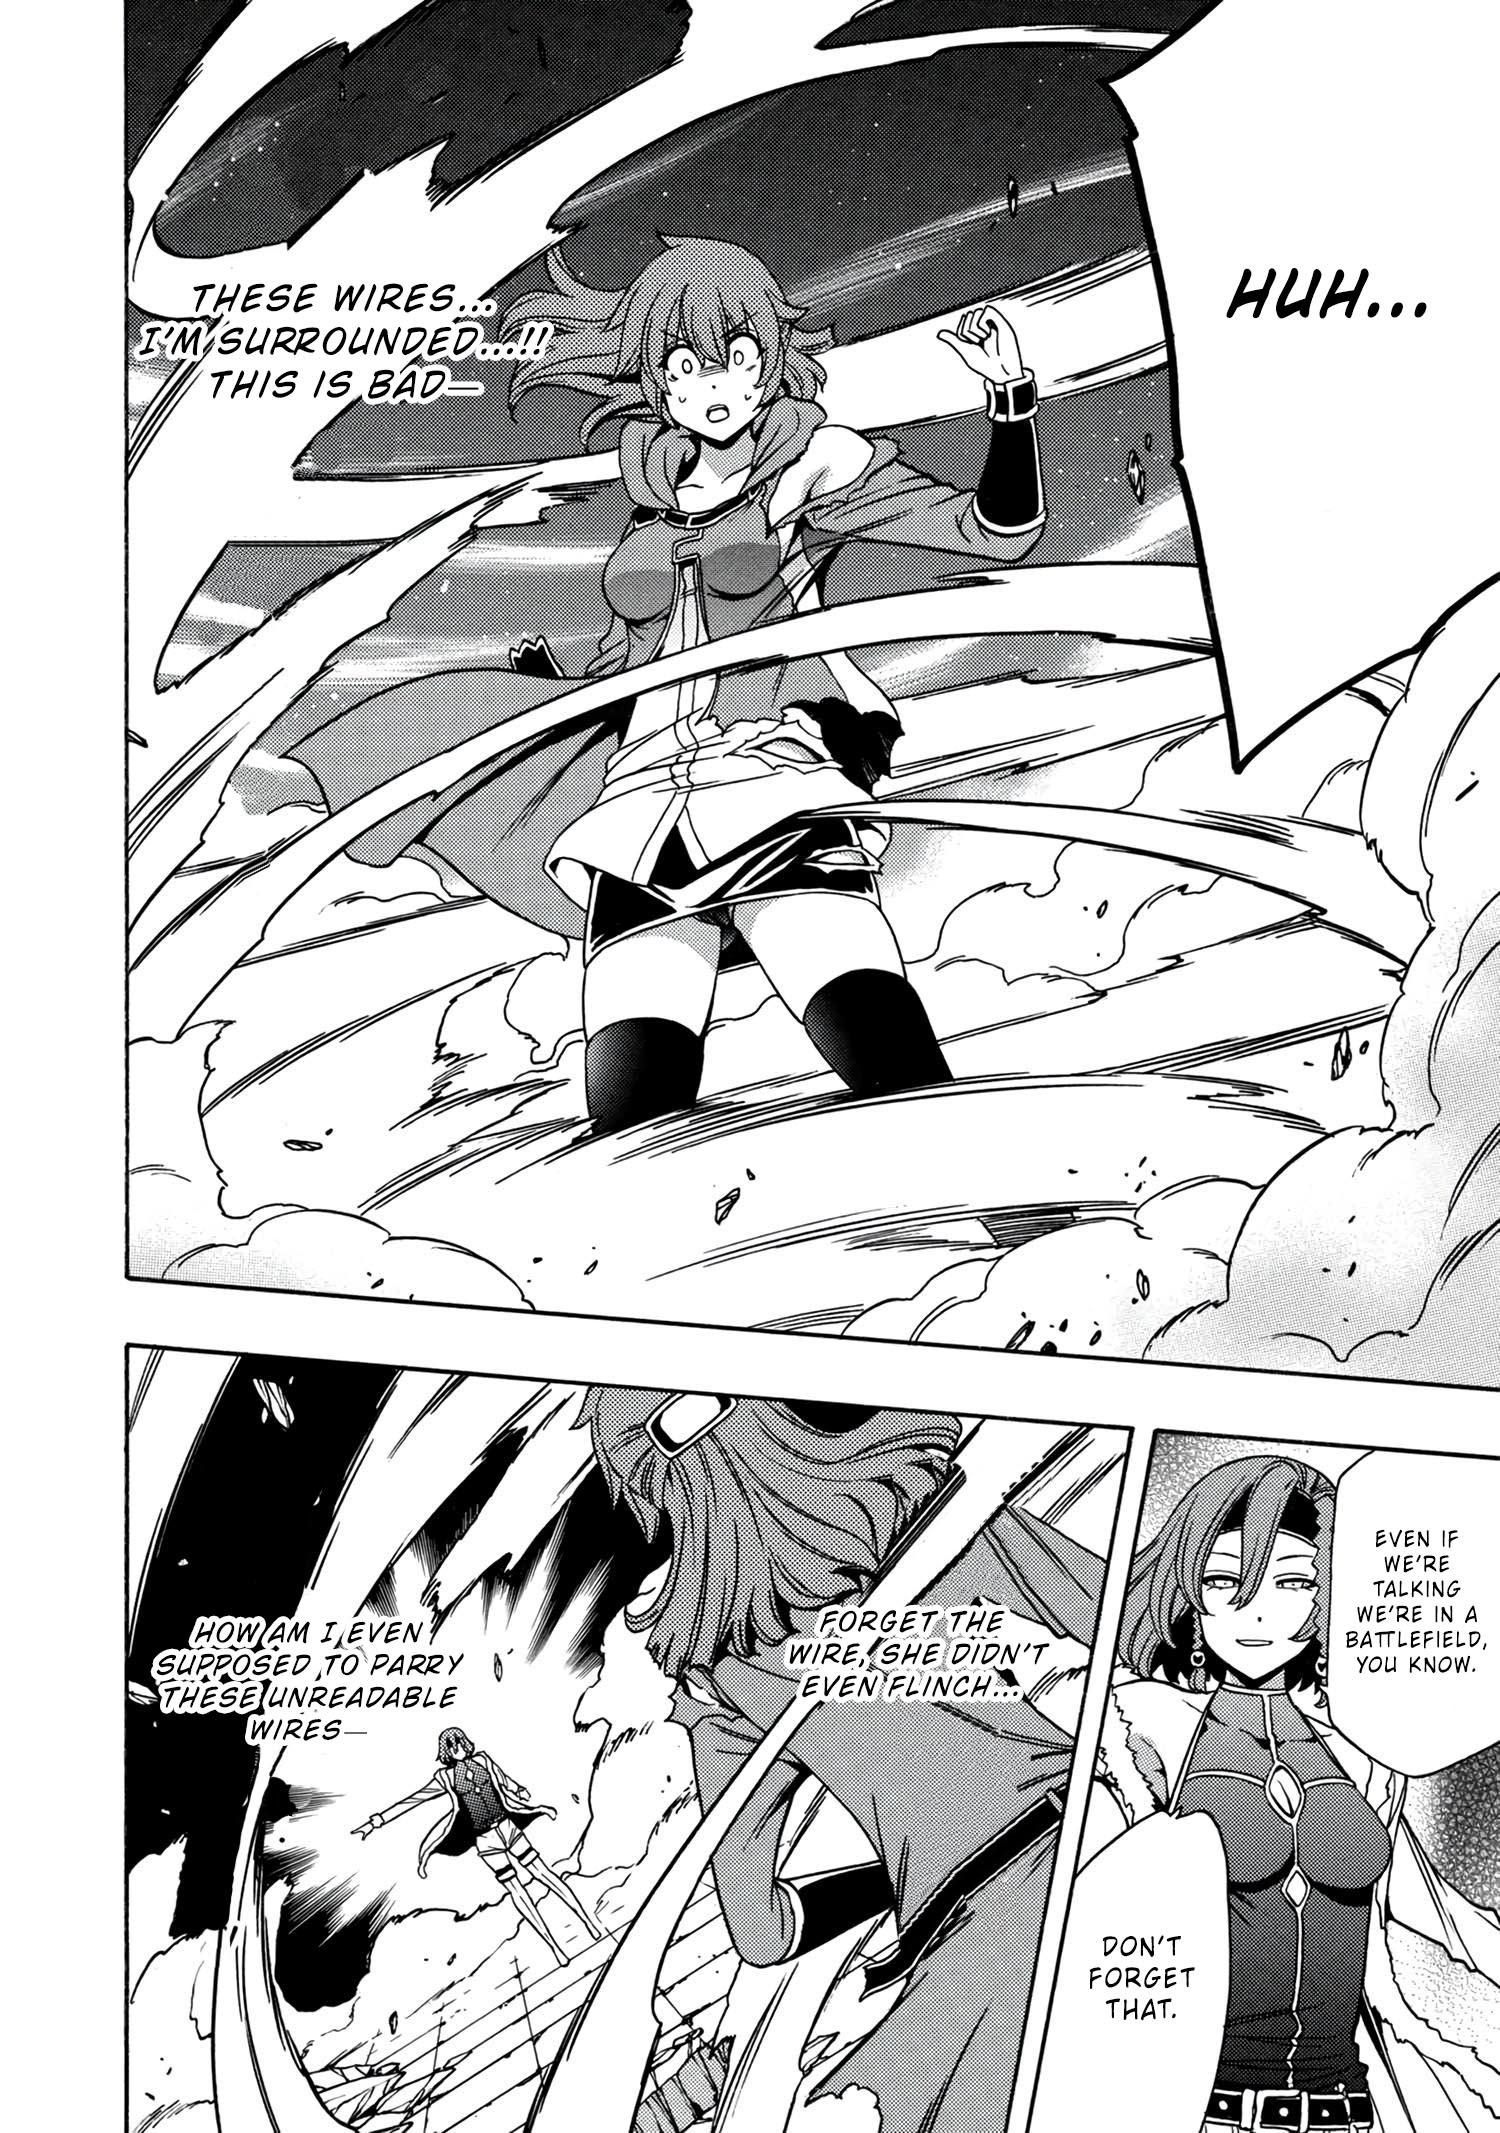 HUH...
THESE WIRES...
I'M SURROUNDED...!!
THIS IS BAD—
EVEN IF
WE'RE
TALKING
WE'RE IN A
BATTLEFIELD,
YOU KNOW.
DON'T
FORGET
THAT.
FORGET THE
WIRE, SHE DIDN'T
EVEN FLINCH...
HOW AM I EVEN
SUPPOSED TO PARRY
THESE UNREADABLE
WIRES—